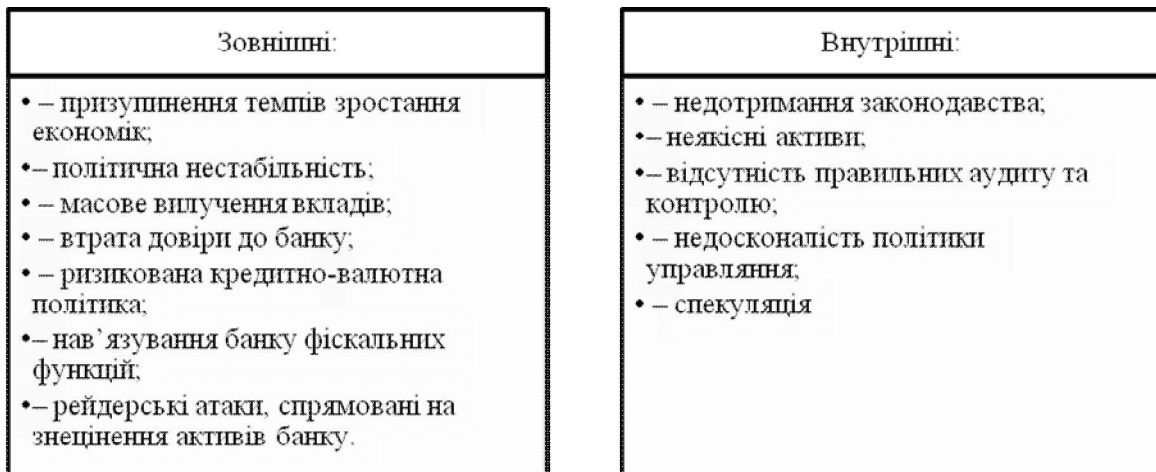 Зовнішні:
• – призупинення темпів зростання
економік;
•– політична нестабільність;
• – масове вилучення вкладів;
• – втрата довіри до банку;
• – ризикована кредитно-валютна
політика;
•– нав’язування банку фіскальних
функцій;
•– рейдерські атаки, спрямовані на
знецінення активів банку.
Внутрішні:
• – недотримання законодавства;
•– неякісні активи;
•– відсутність правильних аудиту та
контролю;
• – недосконалість політики
управляння;
• – спекуляція